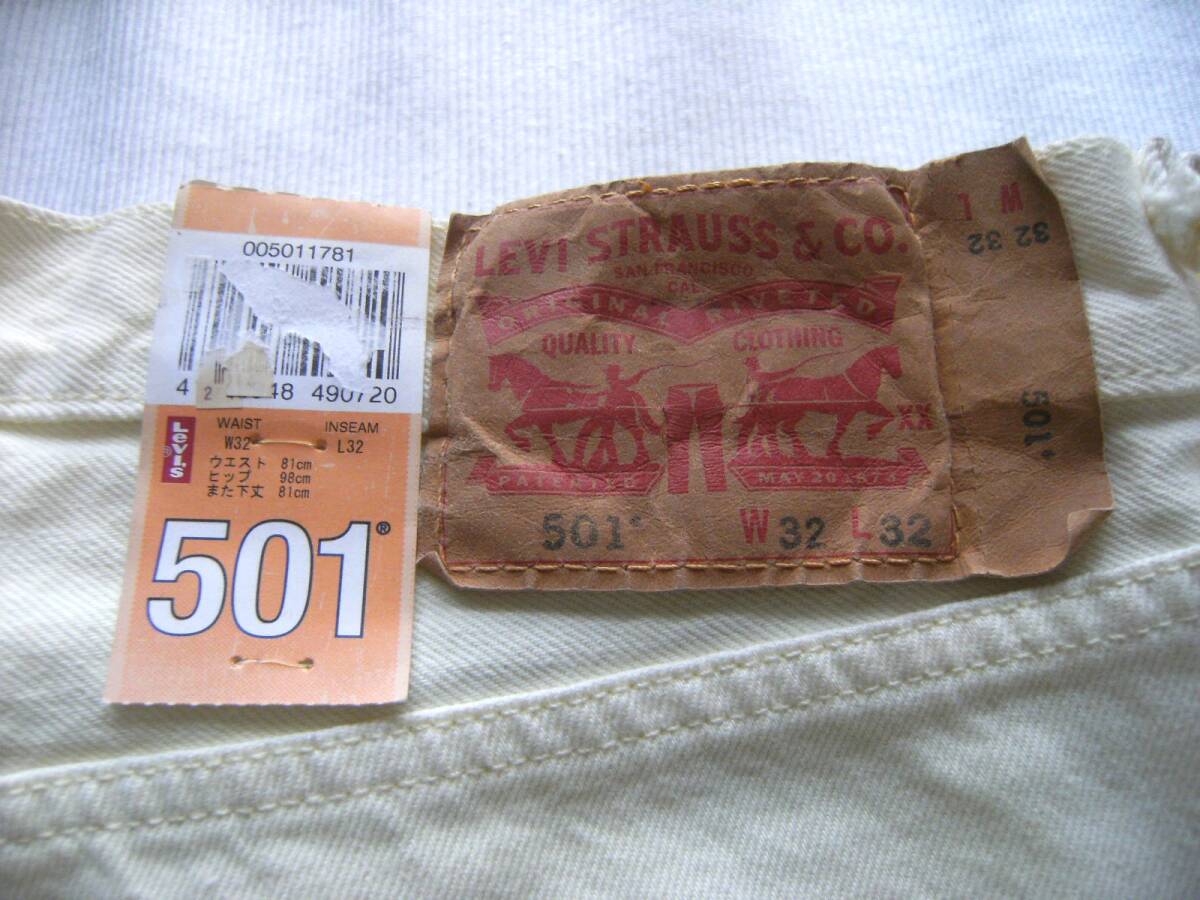 005011781
4
48 490720
2
Levi's
®
WAIST INSEAM
W32 L32
ウエスト 81cm
ヒップ 98cm
また下丈 81cm
501®
LEVI STRAUSS & CO.
SAN FRANCISCO
CAL
ORIGINAL RIVETED
QUALITY CLOTHING
XX
PATENTED MAY 20 1873
501® W 32 L 32
W L
32 32
501®